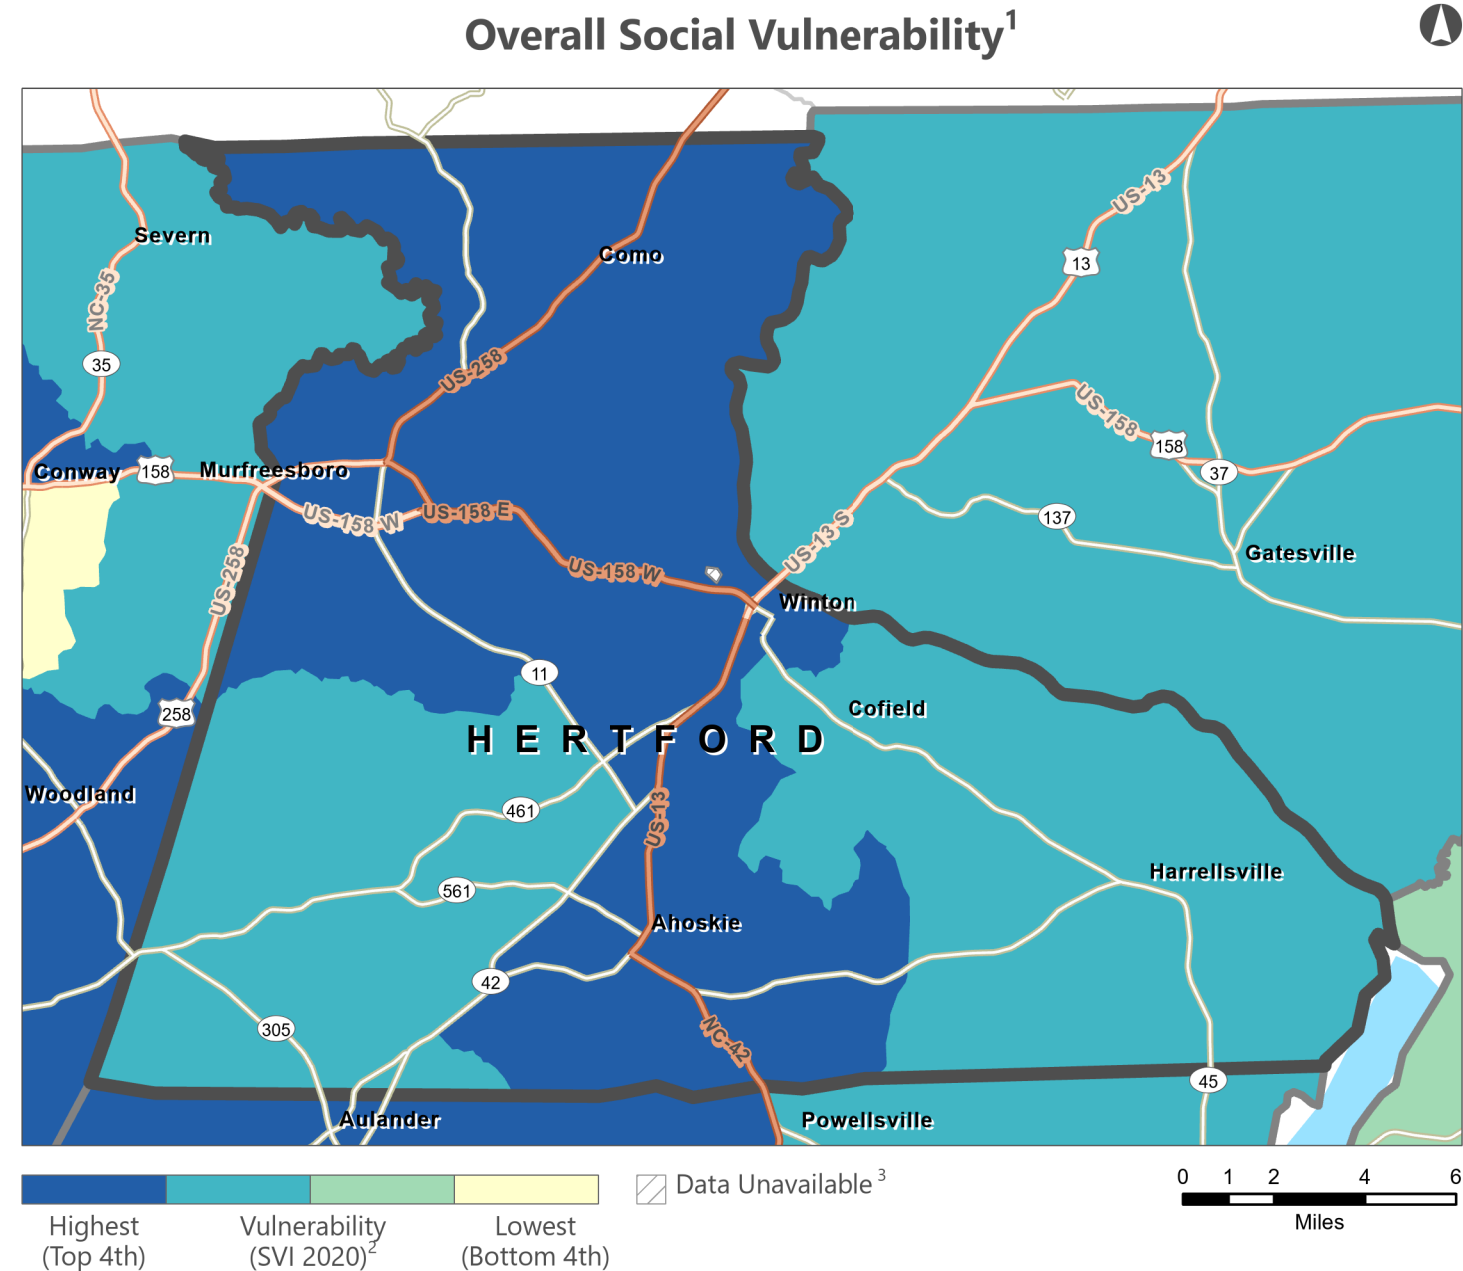 Overall Social Vulnerability¹
US-13
Severn
Como
13
NC-35
35
US-258
US-158
158
37
Conway
158
Murfreesboro
US-158 W
US-158 E
137
US-13 S
Gatesville
US-158 W
US-258
Winton
11
258
Cofield
H E R T F O R D
Woodland
461
US-13
Harrellsville
561
Ahoskie
42
305
NC-42
45
Aulander
Powellsville
Highest
(Top 4th)
Vulnerability
(SVI 2020)²
Lowest
(Bottom 4th)
Data Unavailable ³
0 1 2 4 6
Miles